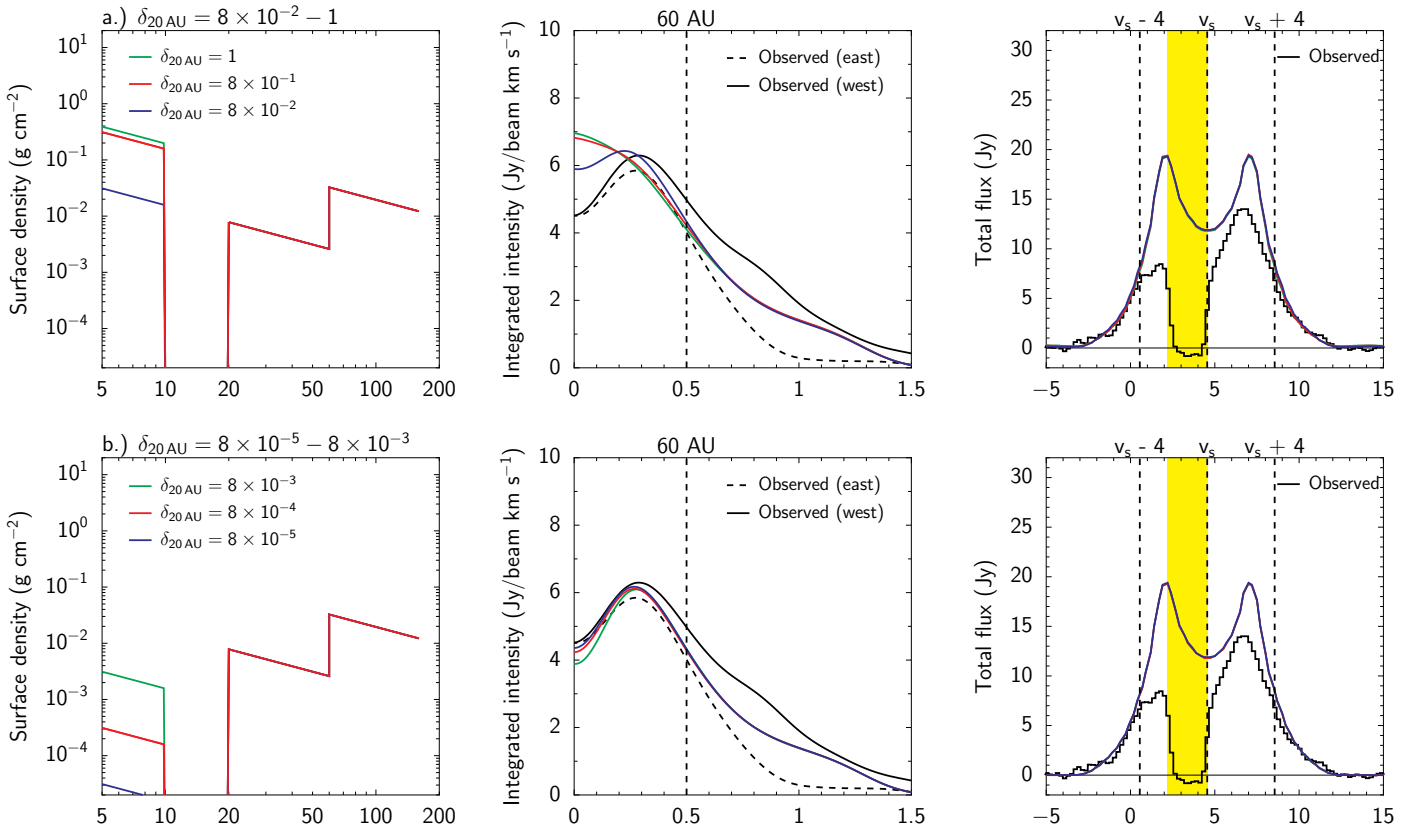 a.) δ20 AU = 8 × 10−2 − 1
60 AU
vs - 4 vs vs + 4
Surface density (g cm−2)
10^1
10^0
10^−1
10^−2
10^−3
10^−4
δ20 AU = 1
δ20 AU = 8 × 10−1
δ20 AU = 8 × 10−2
5 10 20 50 100 200
Integrated intensity (Jy/beam km s−1)
10
8
6
4
2
0
Observed (east)
Observed (west)
0 0.5 1 1.5
Total flux (Jy)
30
25
20
15
10
5
0
Observed
−5 0 5 10 15
b.) δ20 AU = 8 × 10−5 − 8 × 10−3
60 AU
vs - 4 vs vs + 4
Surface density (g cm−2)
10^1
10^0
10^−1
10^−2
10^−3
10^−4
δ20 AU = 8 × 10−3
δ20 AU = 8 × 10−4
δ20 AU = 8 × 10−5
5 10 20 50 100 200
Integrated intensity (Jy/beam km s−1)
10
8
6
4
2
0
Observed (east)
Observed (west)
0 0.5 1 1.5
Total flux (Jy)
30
25
20
15
10
5
0
Observed
−5 0 5 10 15